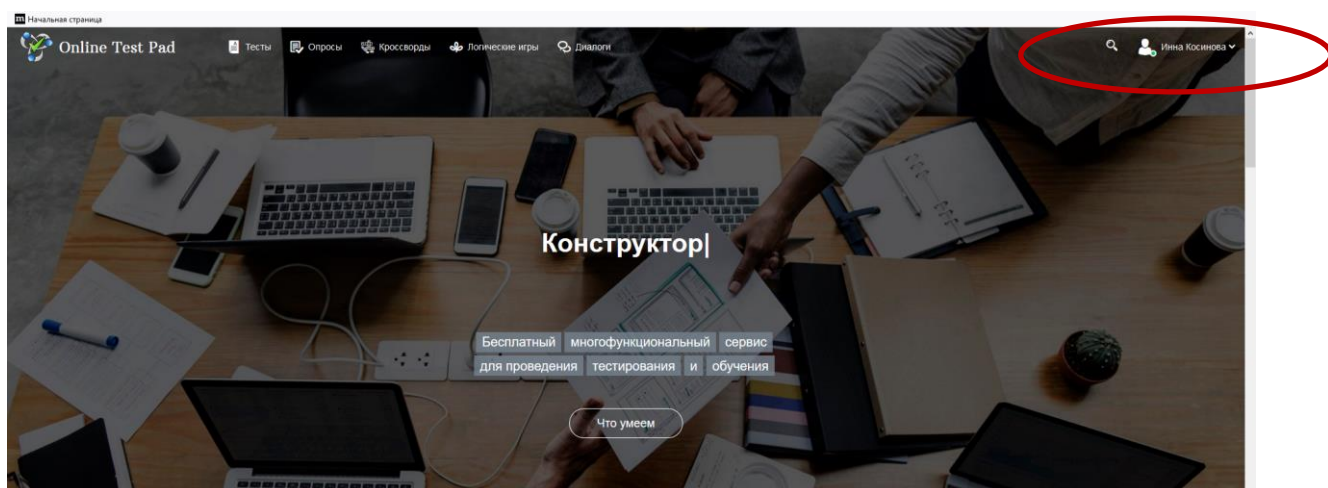 Начальная страница
Online Test Pad Тесты Опросы Кроссворды Логические игры Диалоги Инна Косинова
Конструктор|
Бесплатный многофункциональный сервис
для проведения тестирования и обучения
Что умеем